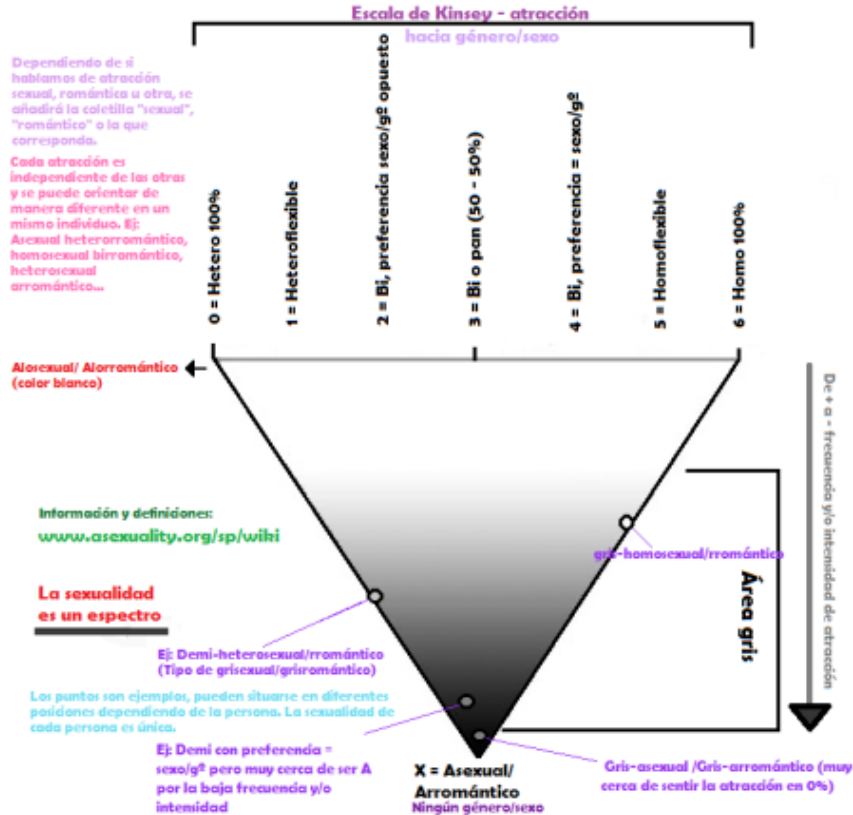 Escala de Kinsey - atracción
hacia género/sexo
Dependiendo de si
hablamos de atracción
sexual, romántica u otra, se
añadirá la coletilla "sexual",
"romántico" o la que
corresponda.
Cada atracción es
independiente de las otras
y se puede orientar de
manera diferente en un
mismo individuo. Ej:
Asexual heterorromántico,
homosexual birromántico,
heterosexual
arromántico...
0 = Hetero 100%
1 = Heteroflexible
2 = Bi, preferencia sexo/gº opuesto
3 = Bi o pan (50 - 50%)
4 = Bi, preferencia = sexo/gº
5 = Homoflexible
6 = Homo 100%
Alosexual/ Alorromántico
(color blanco)
De + a - frecuencia y/o intensidad de atracción
Información y definiciones:
www.asexuality.org/sp/wiki
gris-homosexual/rromántico
Área gris
La sexualidad
es un espectro
Ej: Demi-heterosexual/rromántico
(Tipo de grisexual/grisromántico)
Los puntos son ejemplos, pueden situarse en diferentes
posiciones dependiendo de la persona. La sexualidad de
cada persona es única.
Ej: Demi con preferencia =
sexo/gº pero muy cerca de ser A
por la baja frecuencia y/o
intensidad
X = Asexual/
Arromántico
Ningún género/sexo
Gris-asexual /Gris-arromántico (muy
cerca de sentir la atracción en 0%)